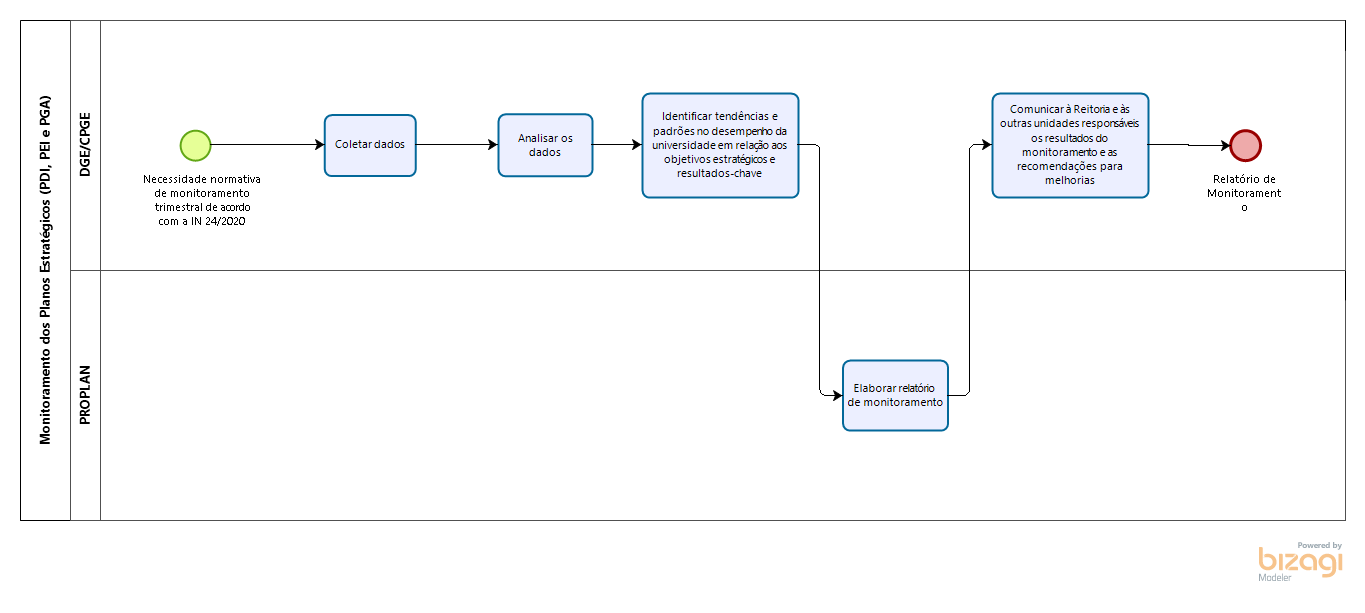 Monitoramento dos Planos Estratégicos (PDI, PEI e PGA)
DGE/CPGE
Necessidade normativa
de monitoramento
trimestral de acordo
com a IN 24/2020
Coletar dados
Analisar os
dados
Identificar tendências e
padrões no desempenho da
universidade em relação aos
objetivos estratégicos e
resultados-chave
Comunicar à Reitoria e às
outras unidades responsáveis
os resultados do
monitoramento e as
recomendações para
melhorias
Relatório de
Monitorament
o
PROPLAN
Elaborar relatório
de monitoramento
Powered by
bizagi
Modeler